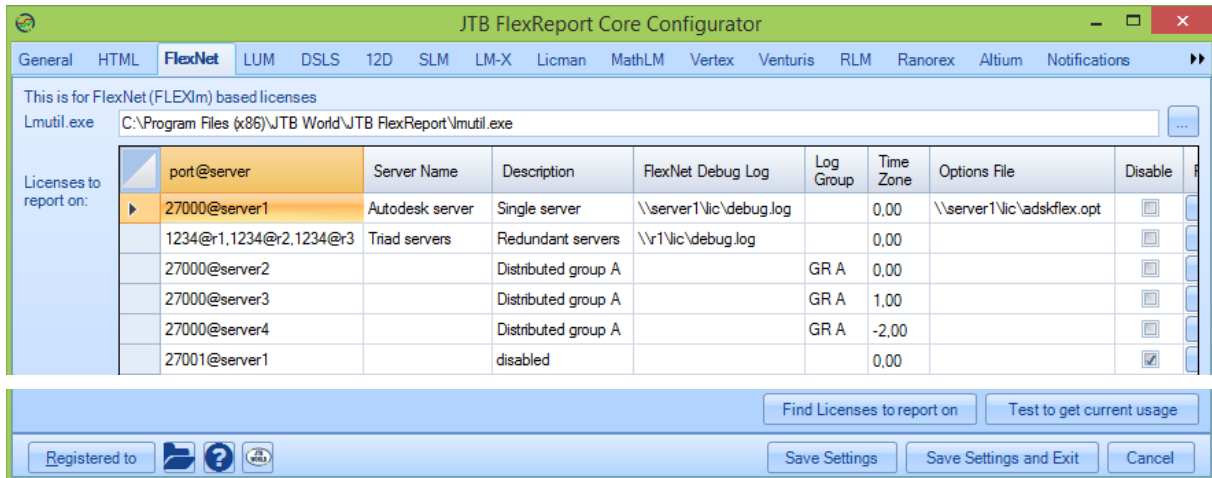 JTB FlexReport Core Configurator
General HTML FlexNet LUM DSLS 12D SLM LM-X Licman MathLM Vertex Venturis RLM Ranorex Altium Notifications
This is for FlexNet (FLEXlm) based licenses
Lmutil.exe C:\Program Files (x86)\JTB World\JTB FlexReport\lmutil.exe ...
Licenses to report on:
port@server Server Name Description FlexNet Debug Log Log Group Time Zone Options File Disable
27000@server1 Autodesk server Single server \\server1\lic\debug.log 0,00 \\server1\lic\adskflex.opt
1234@r1,1234@r2,1234@r3 Triad servers Redundant servers \\r1\lic\debug.log 0,00
27000@server2 Distributed group A GR A 0,00
27000@server3 Distributed group A GR A 1,00
27000@server4 Distributed group A GR A -2,00
27001@server1 disabled 0,00
Find Licenses to report on Test to get current usage
Registered to JTB WORLD Save Settings Save Settings and Exit Cancel